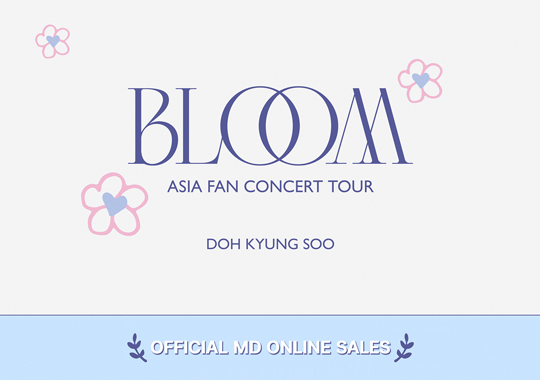 BLOOM
ASIA FAN CONCERT TOUR
DOH KYUNG SOO
OFFICIAL MD ONLINE SALES